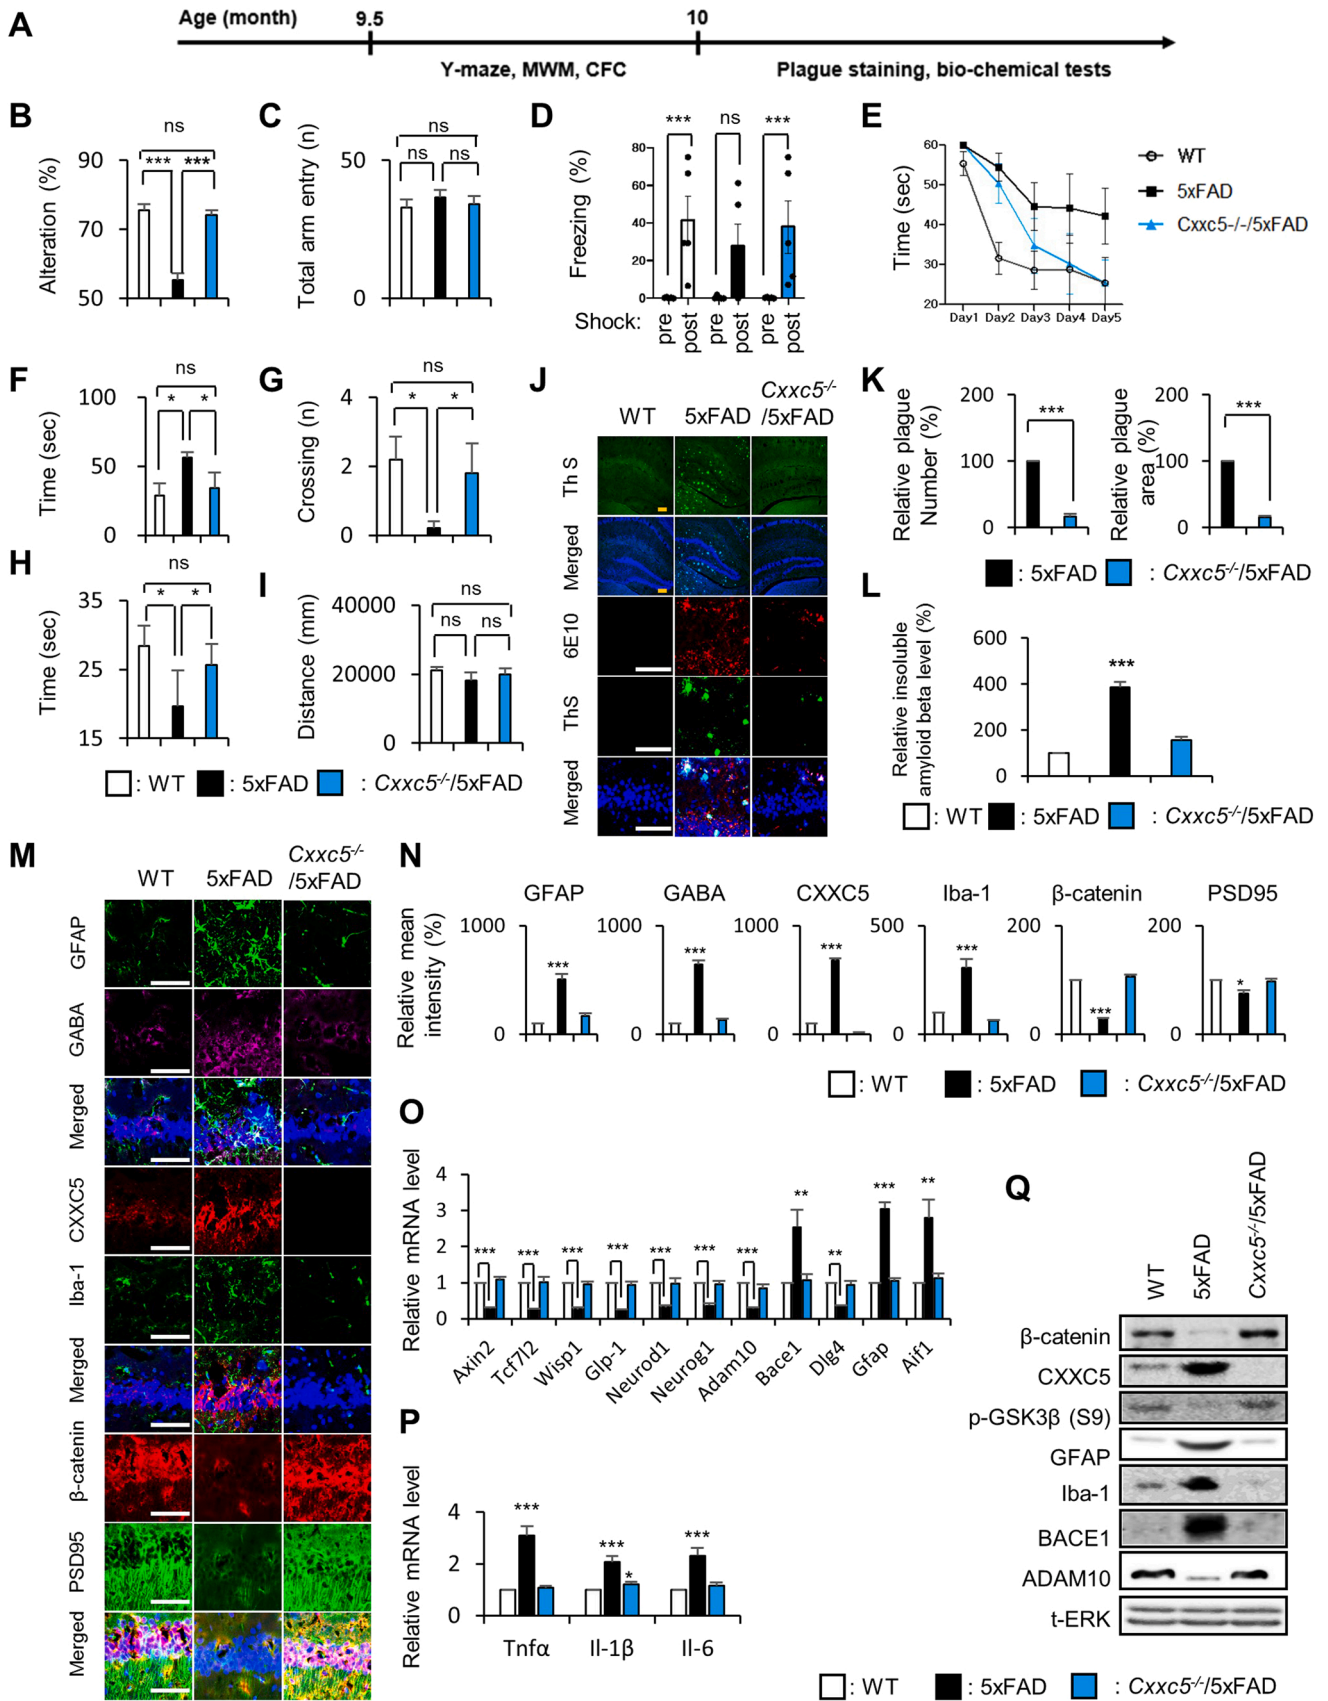 A
Age (month)
9.5
10
Y-maze, MWM, CFC
Plague staining, bio-chemical tests
B
Alteration (%)
90
70
50
ns
***
***
C
Total arm entry (n)
50
0
ns
ns
ns
D
Freezing (%)
80
60
40
20
0
***
ns
***
Shock:
pre
post
pre
post
pre
post
E
Time (sec)
60
50
40
30
20
Day1
Day2
Day3
Day4
Day5
WT
5xFAD
Cxxc5-/-/5xFAD
F
Time (sec)
100
50
0
ns
*
*
G
Crossing (n)
4
2
0
ns
*
*
H
Time (sec)
35
25
15
ns
*
*
I
Distance (mm)
40000
20000
0
ns
ns
ns
: WT
: 5xFAD
: Cxxc5-/-/5xFAD
J
WT
5xFAD
Cxxc5-/-
/5xFAD
Th S
Merged
6E10
ThS
Merged
K
Relative plague
Number (%)
200
100
0
***
Relative plague
area (%)
200
100
0
***
: 5xFAD
: Cxxc5-/-/5xFAD
L
Relative insoluble
amyloid beta level (%)
600
400
200
0
***
: WT
: 5xFAD
: Cxxc5-/-/5xFAD
M
WT
5xFAD
Cxxc5-/-
/5xFAD
GFAP
GABA
Merged
CXXC5
Iba-1
Merged
β-catenin
PSD95
Merged
N
Relative mean
intensity (%)
GFAP
1000
0
***
GABA
1000
0
***
CXXC5
1000
0
***
Iba-1
500
0
***
β-catenin
200
0
***
PSD95
200
0
*
: WT
: 5xFAD
: Cxxc5-/-/5xFAD
O
Relative mRNA level
4
3
2
1
0
***
***
***
***
***
***
***
**
**
***
**
Axin2
Tcf7l2
Wisp1
Glp-1
Neurod1
Neurog1
Adam10
Bace1
Dlg4
Gfap
Aif1
P
Relative mRNA level
4
2
0
***
***
*
***
Tnfα
Il-1β
Il-6
Q
WT
5xFAD
Cxxc5-/-/5xFAD
β-catenin
CXXC5
p-GSK3β (S9)
GFAP
Iba-1
BACE1
ADAM10
t-ERK
: WT
: 5xFAD
: Cxxc5-/-/5xFAD